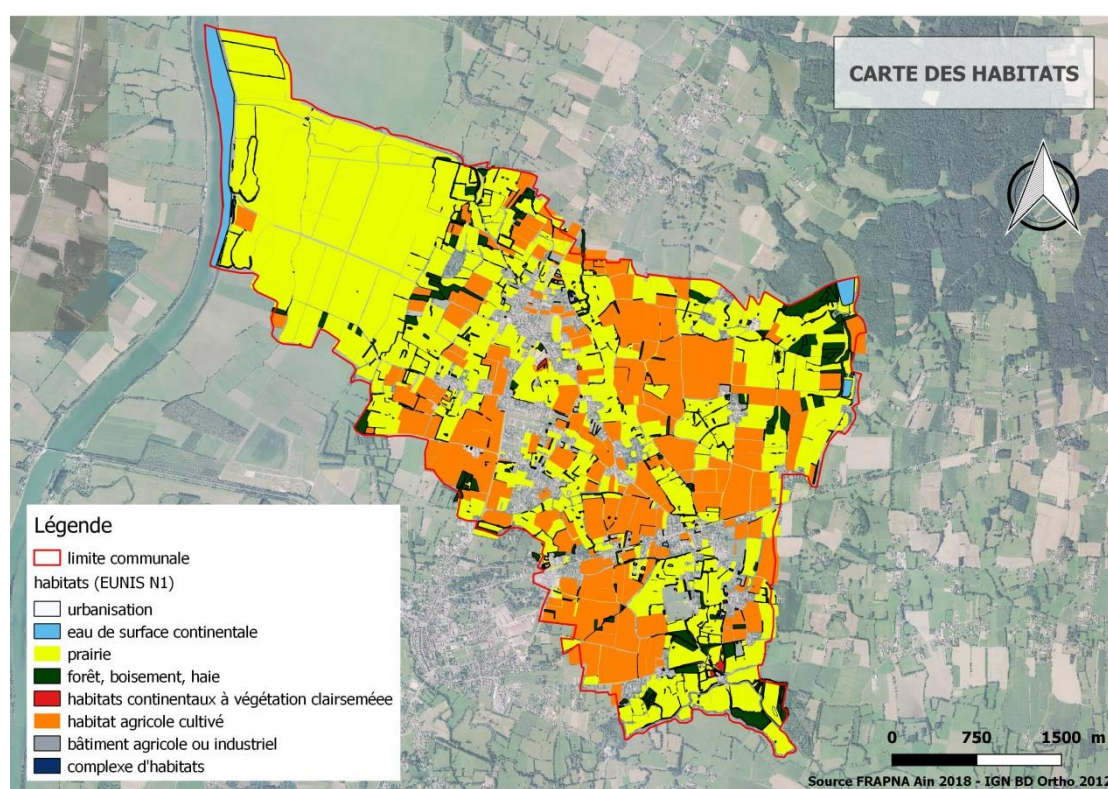 CARTE DES HABITATS
Légende
limite communale
habitats (EUNIS N1)
urbanisation
eau de surface continentale
prairie
forêt, boisement, haie
habitats continentaux à végétation clairseméee
habitat agricole cultivé
bâtiment agricole ou industriel
complexe d'habitats
0 750 1500 m
Source FRAPNA Ain 2018 - IGN BD Ortho 2012